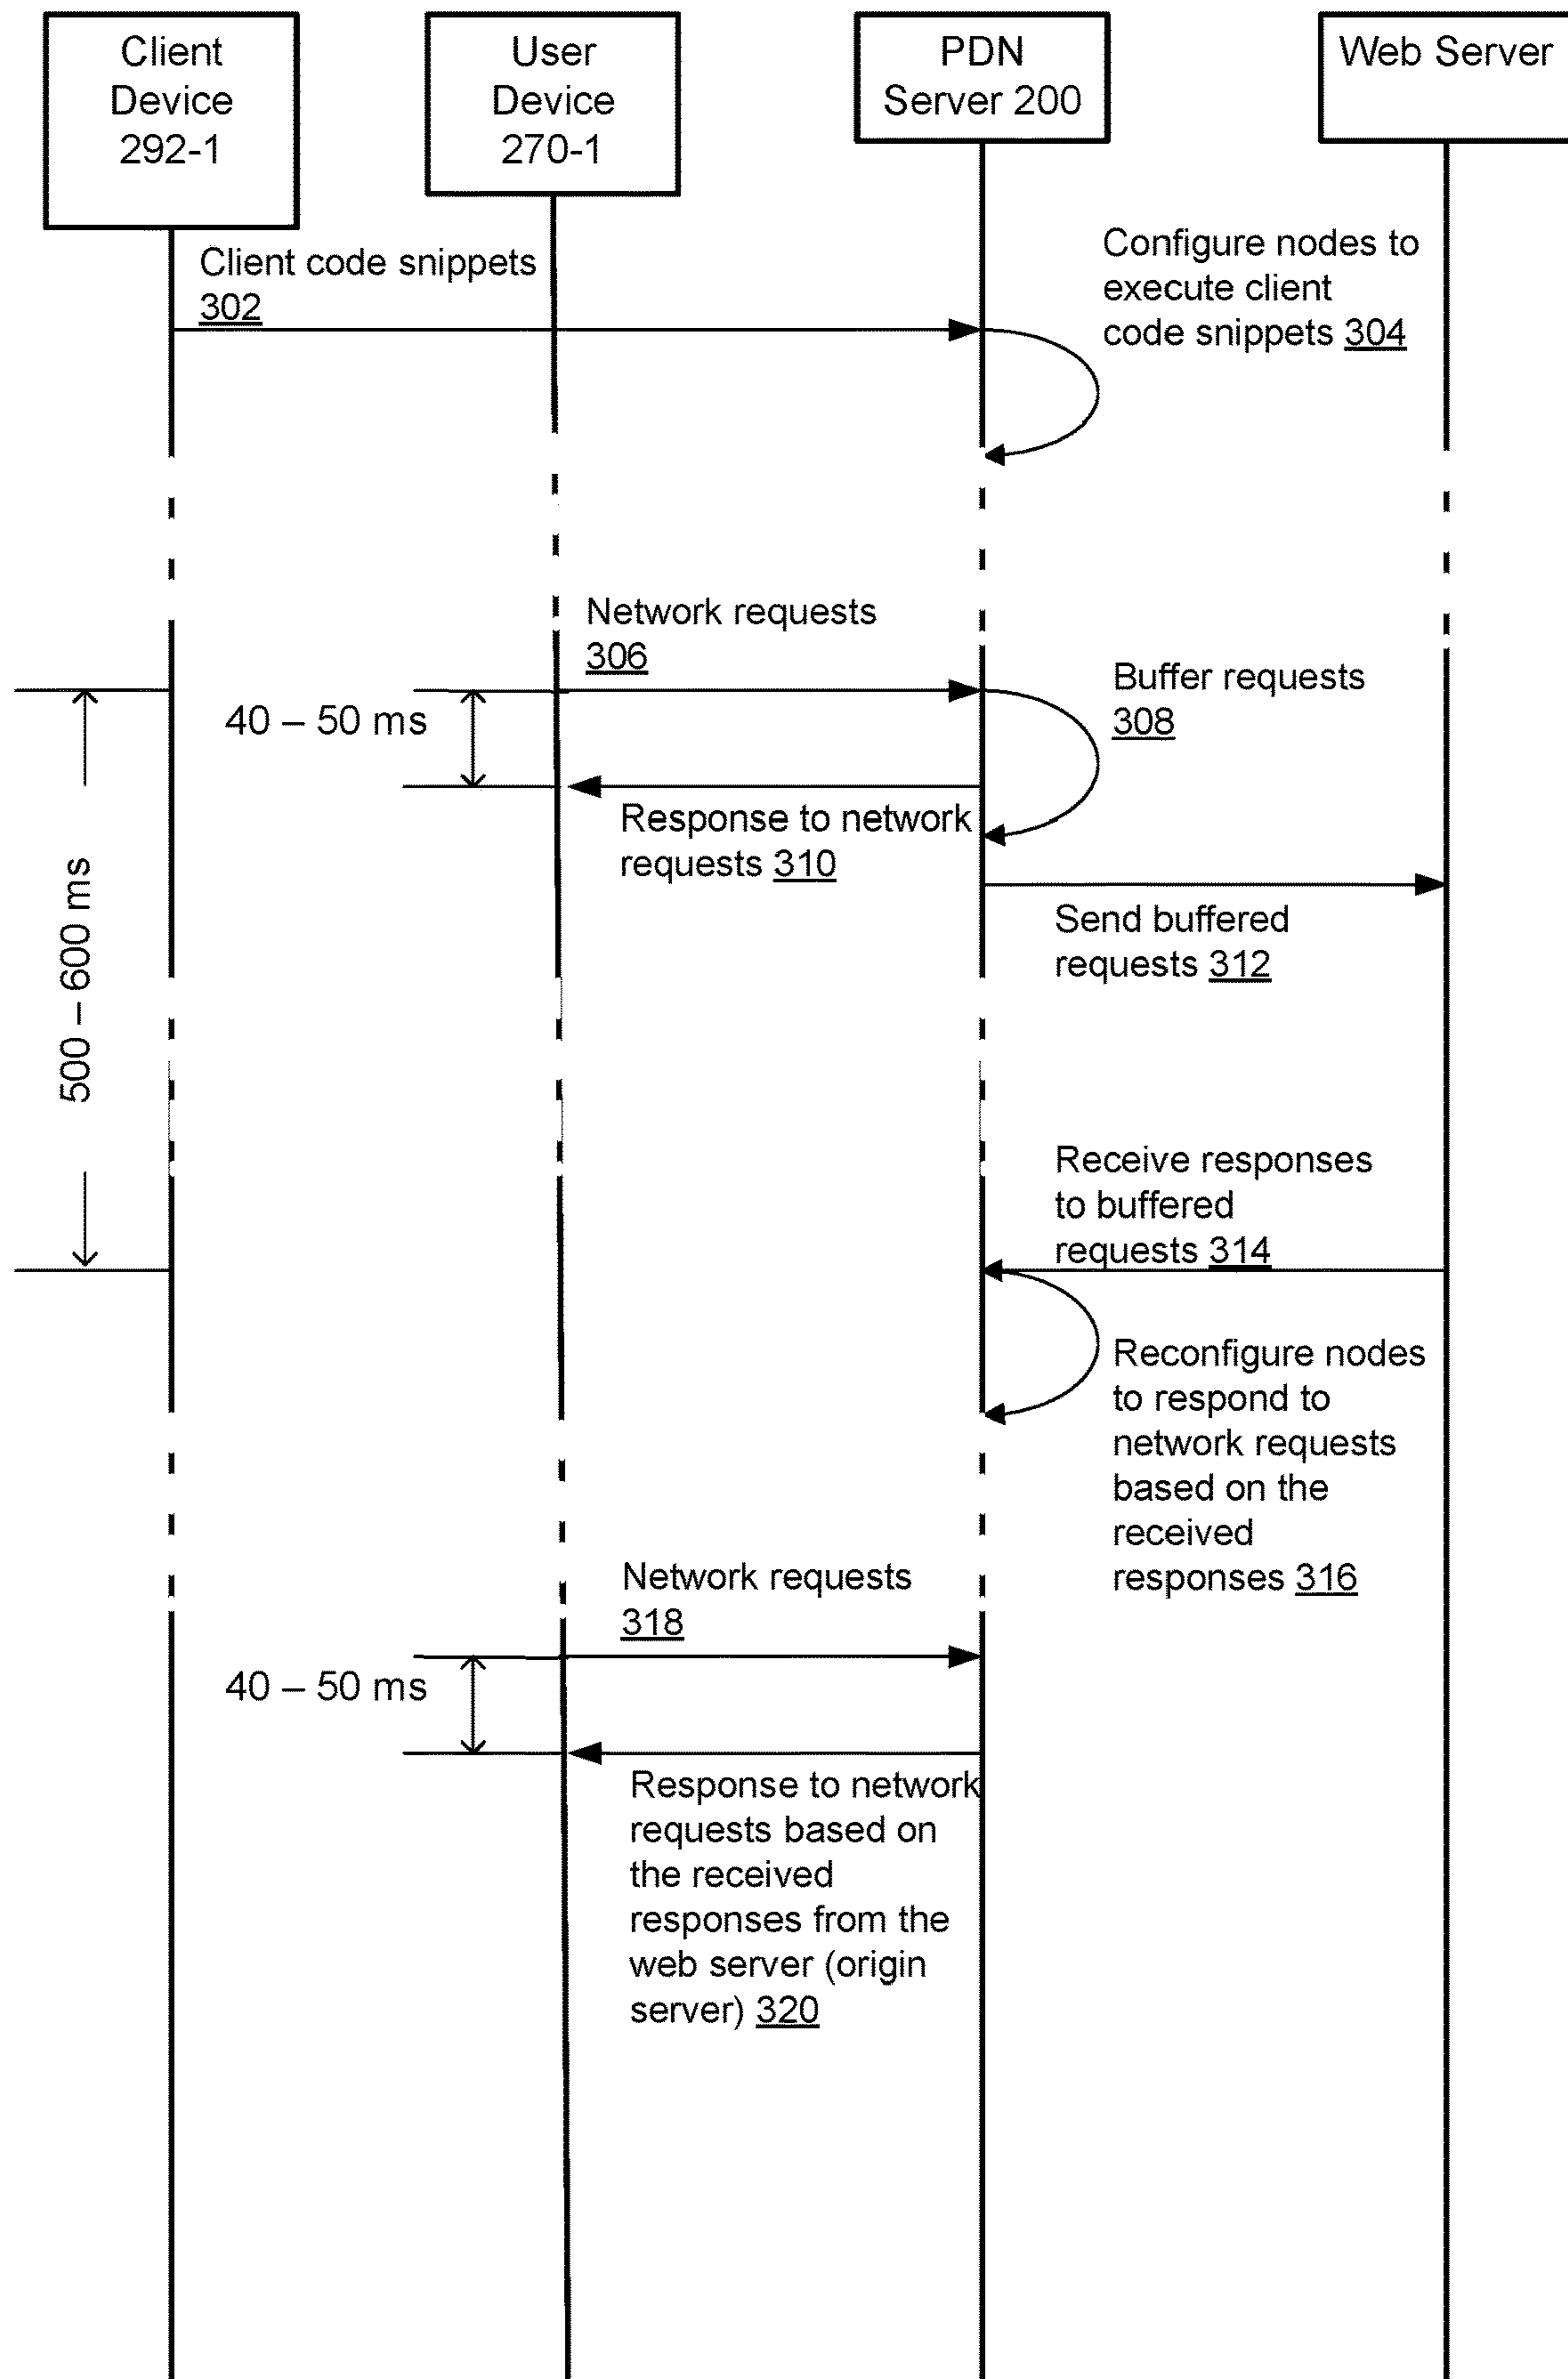 Client
Device
292-1
User
Device
270-1
PDN
Server 200
Web Server
Client code snippets
302
Configure nodes to
execute client
code snippets 304
Network requests
306
40 – 50 ms
Buffer requests
308
Response to network
requests 310
Send buffered
requests 312
500 – 600 ms
Receive responses
to buffered
requests 314
Reconfigure nodes
to respond to
network requests
based on the
received
responses 316
Network requests
318
40 – 50 ms
Response to network
requests based on
the received
responses from the
web server (origin
server) 320